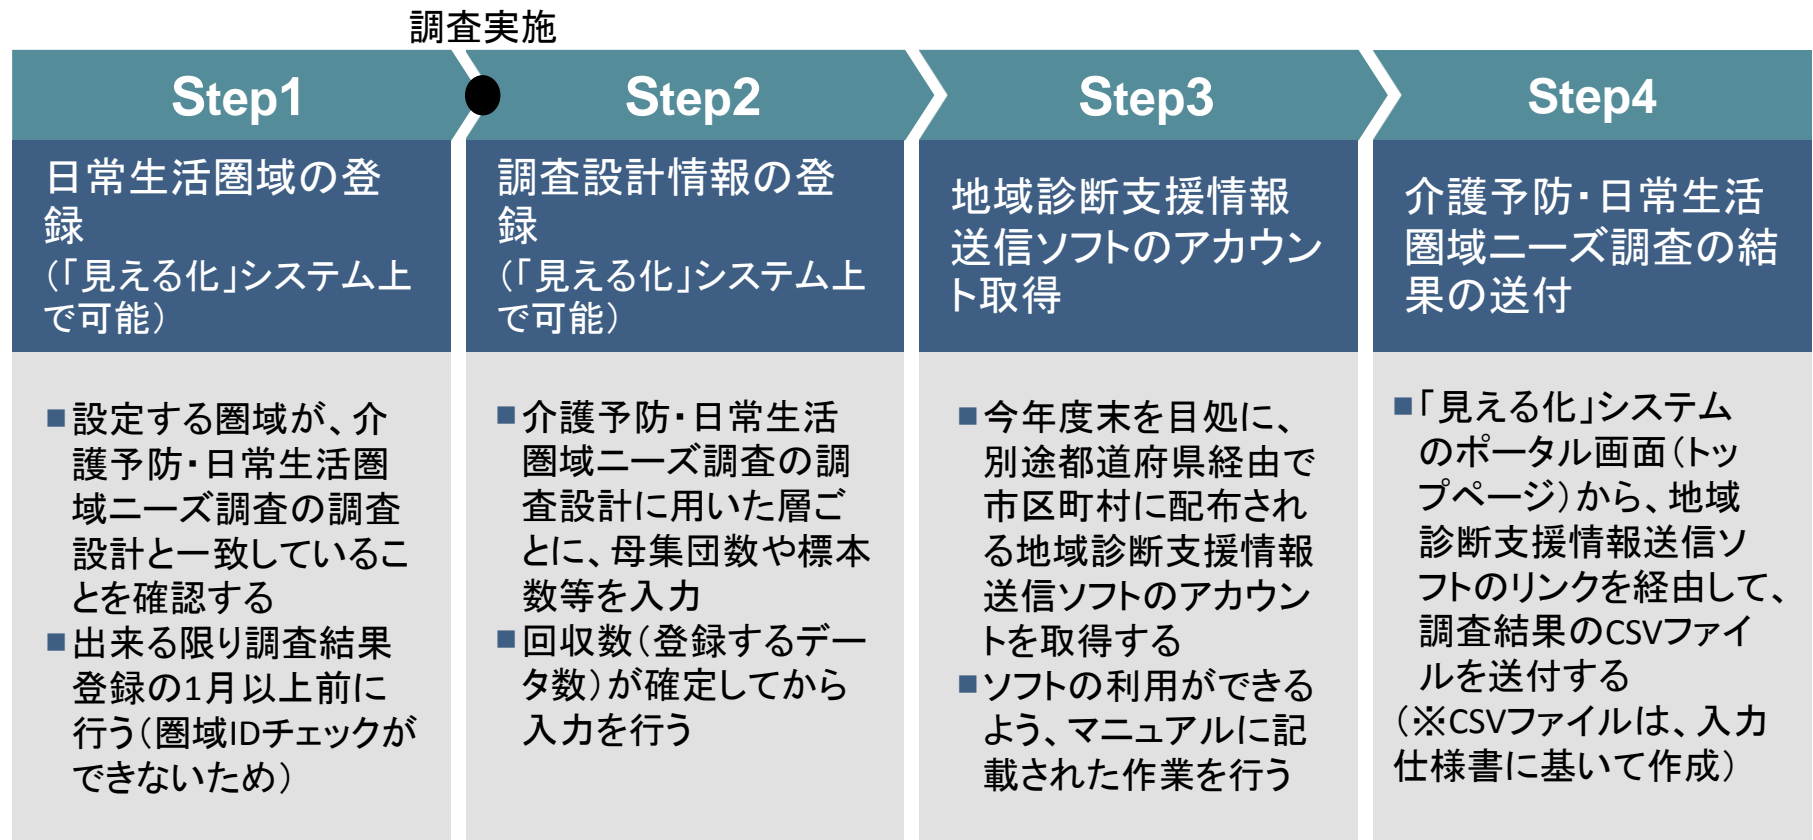 調査実施
Step1
日常生活圏域の登
録
(「見える化」システム上
で可能)
■設定する圏域が、介
護予防・日常生活圏
域ニーズ調査の調査
設計と一致しているこ
とを確認する
■出来る限り調査結果
登録の1月以上前に
行う(圏域IDチェックが
できないため)
Step2
調査設計情報の登
録
(「見える化」システム上
で可能)
■介護予防・日常生活
圏域ニーズ調査の調
査設計に用いた層ご
とに、母集団数や標本
数等を入力
■回収数(登録するデー
タ数)が確定してから
入力を行う
Step3
地域診断支援情報
送信ソフトのアカウン
ト取得
■今年度末を目処に、
別途都道府県経由で
市区町村に配布され
る地域診断支援情報
送信ソフトのアカウン
トを取得する
■ソフトの利用ができる
よう、マニュアルに記
載された作業を行う
Step4
介護予防・日常生活
圏域ニーズ調査の結
果の送付
■「見える化」システム
のポータル画面(トッ
プページ)から、地域
診断支援情報送信ソ
フトのリンクを経由して、
調査結果のCSVファイ
ルを送付する
(※CSVファイルは、入力
仕様書に基いて作成)